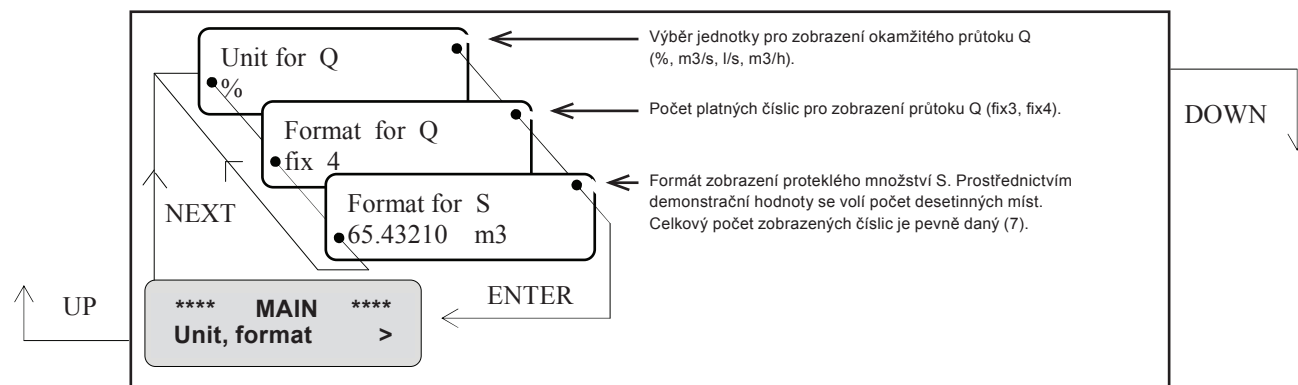 Unit for Q
%
Výběr jednotky pro zobrazení okamžitého průtoku Q
(%, m3/s, l/s, m3/h).
Format for Q
fix 4
Počet platných číslic pro zobrazení průtoku Q (fix3, fix4).
Format for S
65.43210 m3
Formát zobrazení proteklého množství S. Prostřednictvím
demonstrační hodnoty se volí počet desetinných míst.
Celkový počet zobrazených číslic je pevně daný (7).
DOWN
NEXT
UP
ENTER
**** MAIN ****
Unit, format >